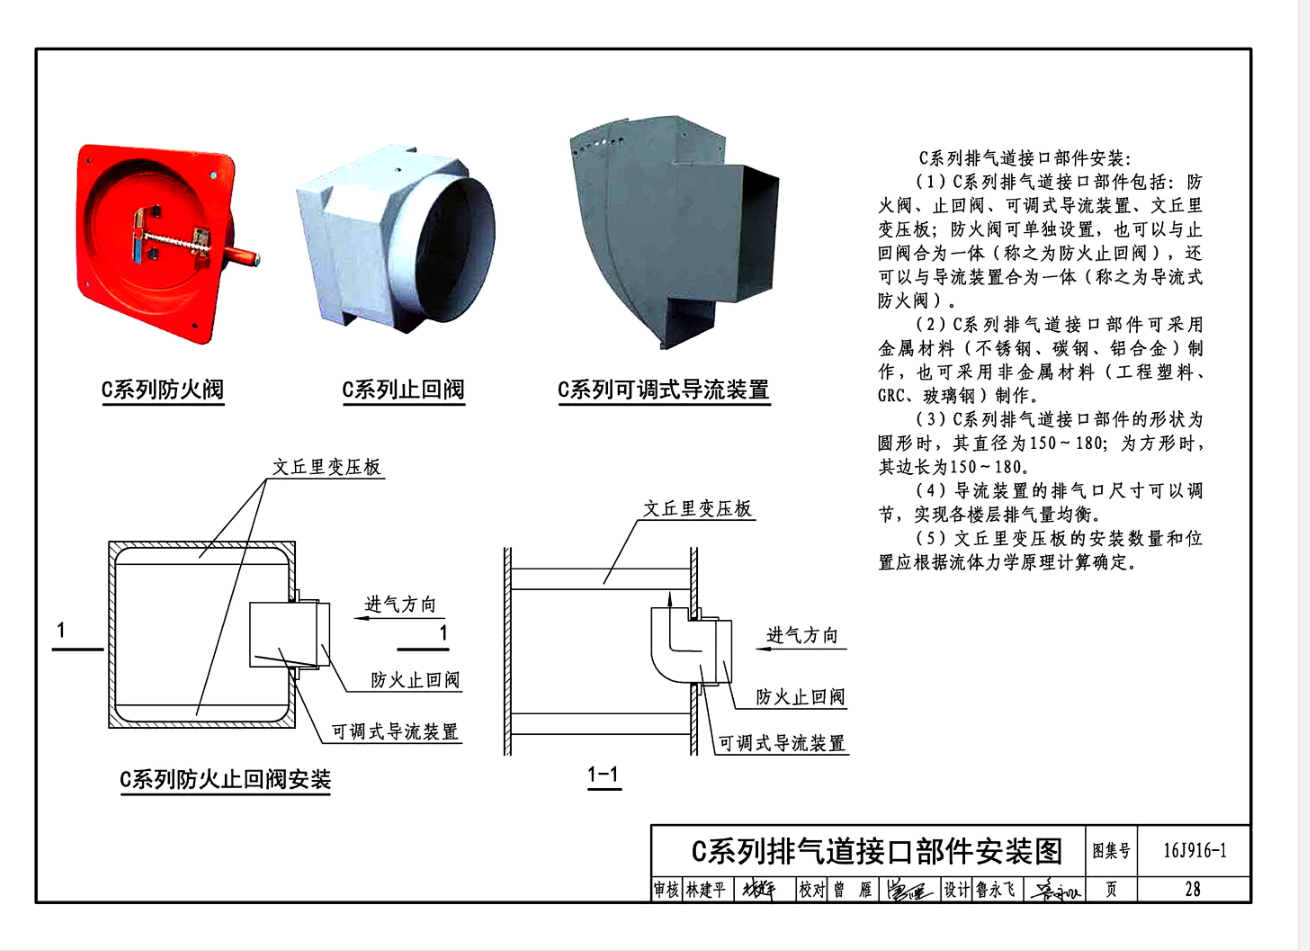 C系列防火阀
C系列止回阀
C系列可调式导流装置
C系列排气道接口部件安装：
（1）C系列排气道接口部件包括：防
火阀、止回阀、可调式导流装置、文丘里
变压板；防火阀可单独设置，也可以与止
回阀合为一体（称之为防火止回阀），还
可以与导流装置合为一体（称之为导流式
防火阀）。
（2）C系列排气道接口部件可采用
金属材料（不锈钢、碳钢、铝合金）制
作，也可采用非金属材料（工程塑料、
GRC、玻璃钢）制作。
（3）C系列排气道接口部件的形状为
圆形时，其直径为150～180；为方形时，
其边长为150～180。
（4）导流装置的排气口尺寸可以调
节，实现各楼层排气量均衡。
（5）文丘里变压板的安装数量和位
置应根据流体力学原理计算确定。
文丘里变压板
进气方向
1
1
防火止回阀
可调式导流装置
C系列防火止回阀安装
文丘里变压板
进气方向
防火止回阀
可调式导流装置
1-1
C系列排气道接口部件安装图
图集号
16J916-1
审核 林建平 校对 曾雁 设计 鲁永飞
页
28